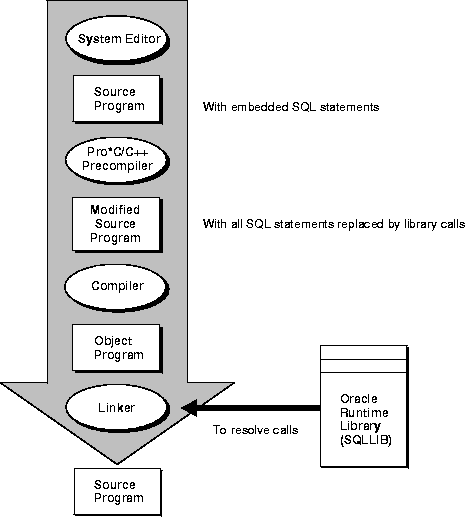 System Editor
Source
Program
With embedded SQL statements
Pro*C/C++
Precompiler
Modified
Source
Program
With all SQL statements replaced by library calls
Compiler
Object
Program
Linker
To resolve calls
Oracle
Runtime
Library
(SQLLIB)
Source
Program